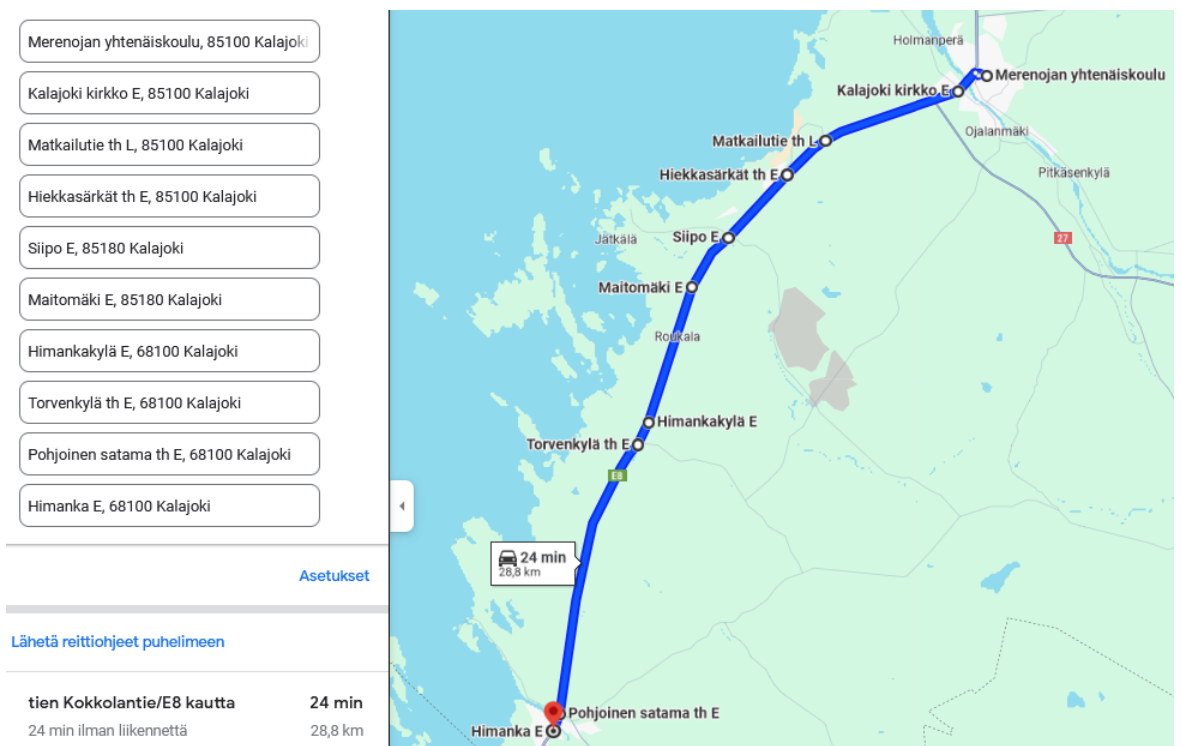 Merenojan yhtenäiskoulu, 85100 Kalajoki
Kalajoki kirkko E, 85100 Kalajoki
Matkailutie th L, 85100 Kalajoki
Hiekkasärkät th E, 85100 Kalajoki
Siipo E, 85180 Kalajoki
Maitomäki E, 85180 Kalajoki
Himankakylä E, 68100 Kalajoki
Torvenkylä th E, 68100 Kalajoki
Pohjoinen satama th E, 68100 Kalajoki
Himanka E, 68100 Kalajoki
Asetukset
Lähetä reittiohjeet puhelimeen
tien Kokkolantie/E8 kautta 24 min
24 min ilman liikennettä 28,8 km
Holmanperä
Merenojan yhtenäiskoulu
Kalajoki kirkko E
Ojalanmäki
Matkailutie th L
Hiekkasärkät th E
Pitkäsenkylä
Siipo E
Jätkälä
27
Maitomäki E
Roukala
Himankakylä E
Torvenkylä th E
E8
24 min
28,8 km
Pohjoinen satama th E
Himanka E